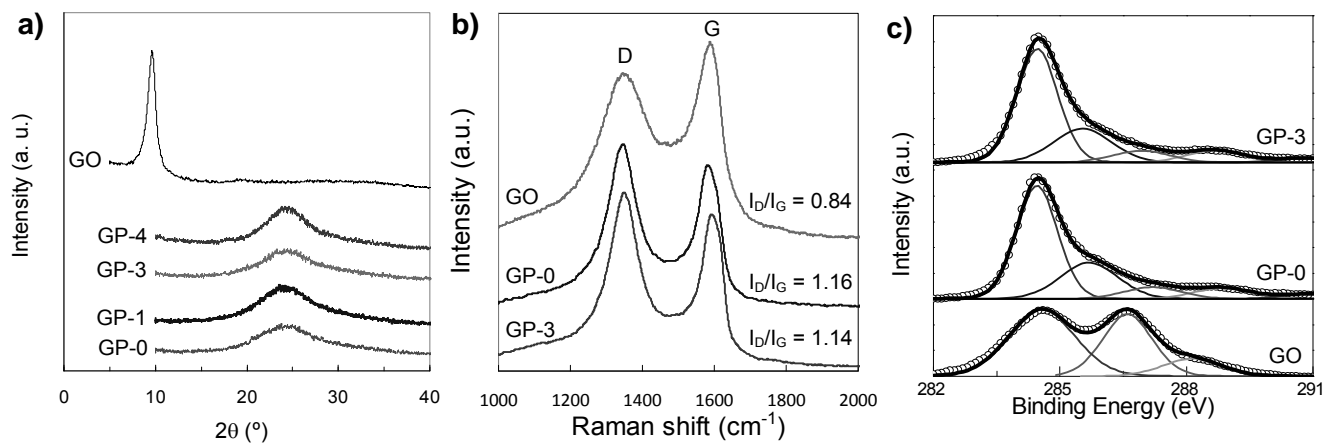 a)
Intensity (a. u.)
GO
GP-4
GP-3
GP-1
GP-0
0 10 20 30 40
2θ (º)
b)
Intensity (a.u.)
D
G
GO
I_D/I_G = 0.84
GP-0
I_D/I_G = 1.16
GP-3
I_D/I_G = 1.14
1000 1200 1400 1600 1800 2000
Raman shift (cm⁻¹)
c)
Intensity (a.u.)
GP-3
GP-0
GO
282 285 288 291
Binding Energy (eV)